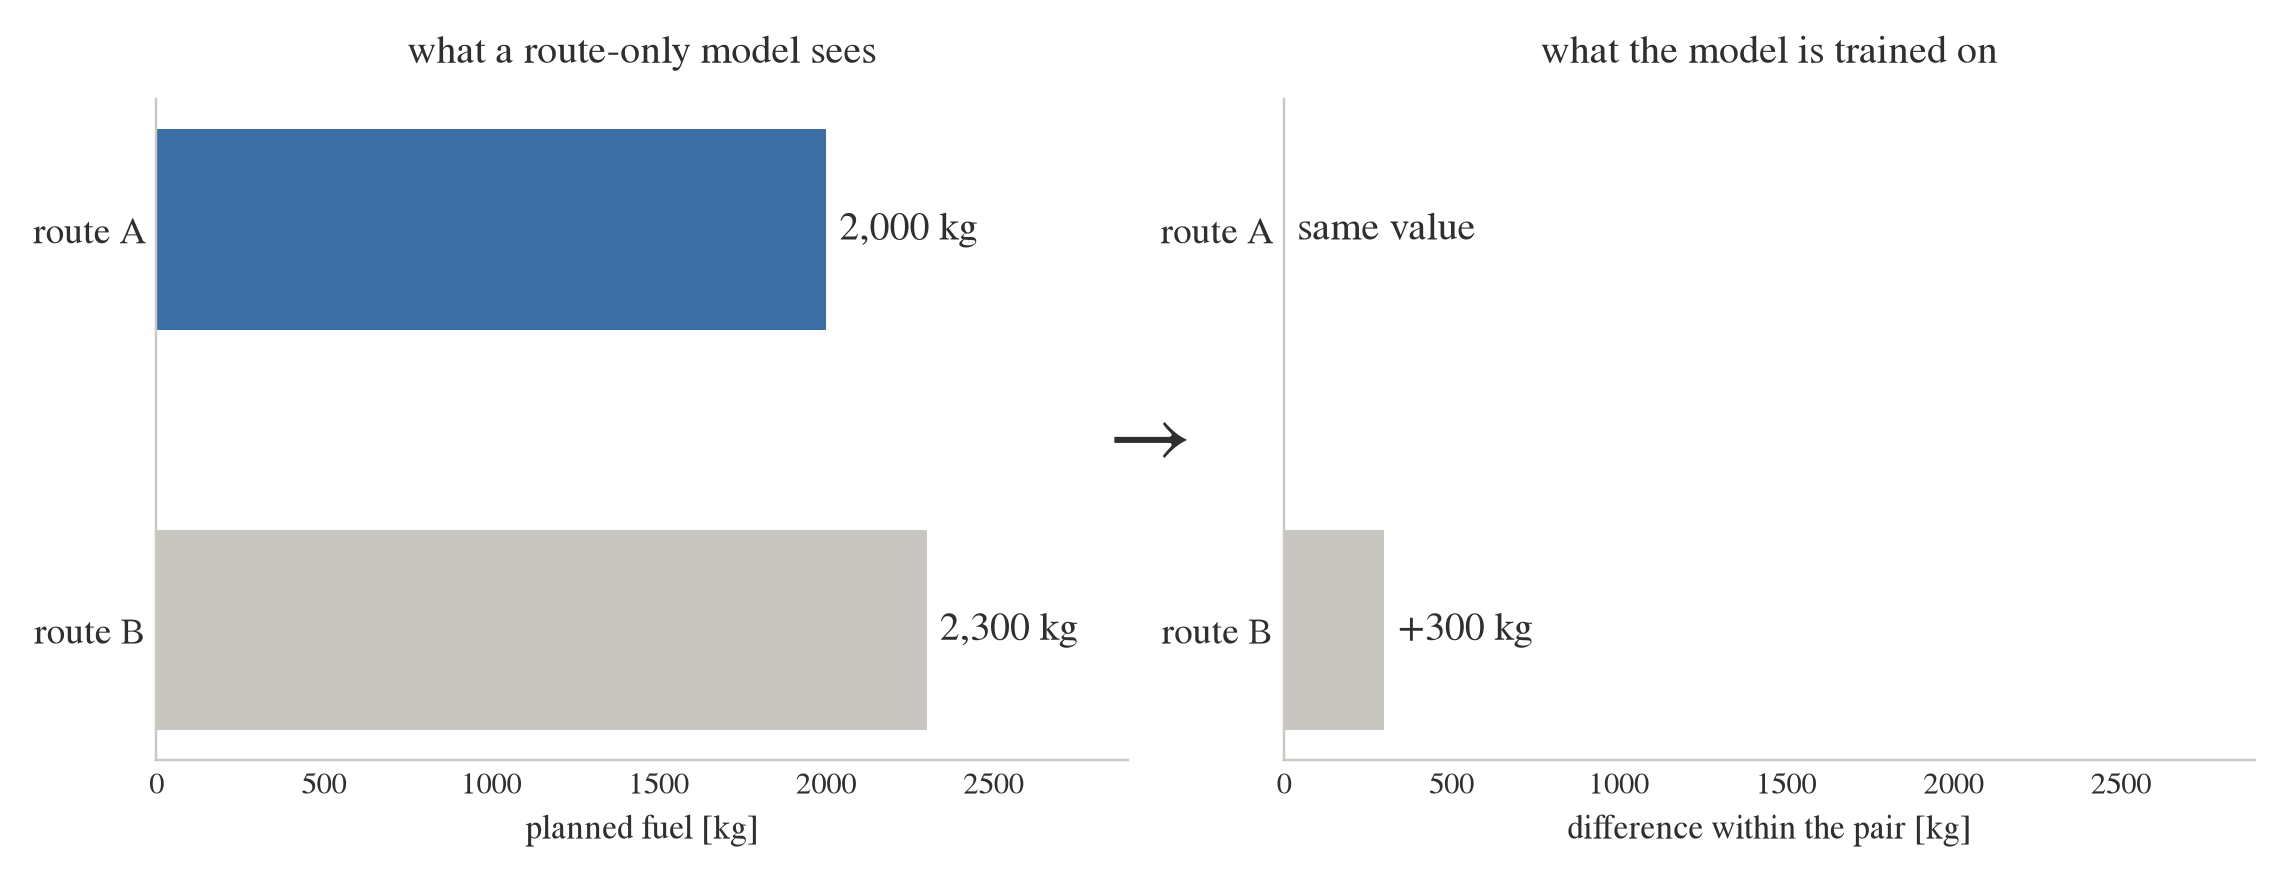 what a route-only model sees
route A
2,000 kg
route B
2,300 kg
0 500 1000 1500 2000 2500
planned fuel [kg]
→
what the model is trained on
route A
same value
route B
+300 kg
0 500 1000 1500 2000 2500
difference within the pair [kg]